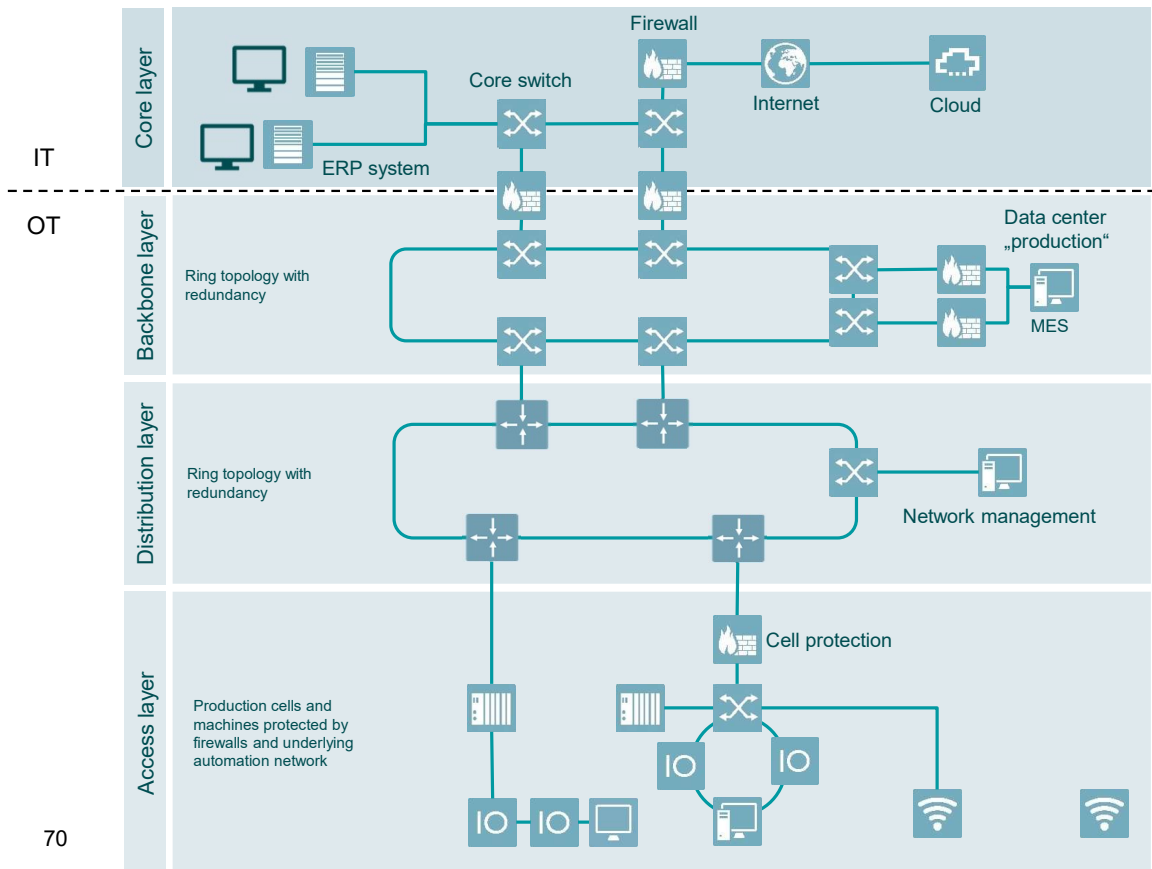 Core layer
Firewall
Core switch
Internet
Cloud
ERP system
IT
OT
Backbone layer
Ring topology with
redundancy
Data center
„production“
MES
Distribution layer
Ring topology with
redundancy
Network management
Access layer
Cell protection
Production cells and
machines protected by
firewalls and underlying
automation network
IO
IO
IO
IO
70